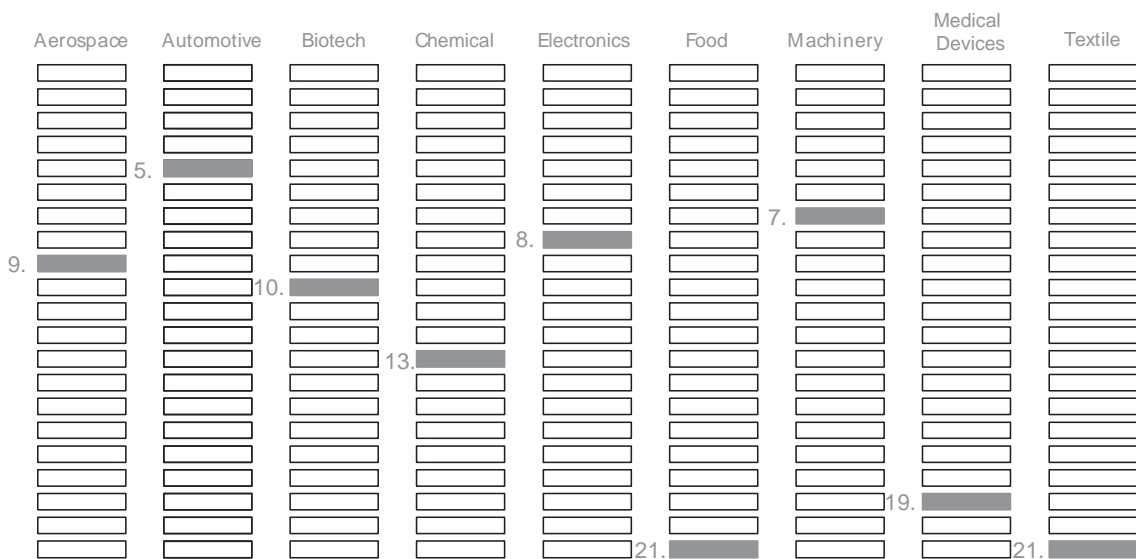 Aerospace
Automotive
Biotech
Chemical
Electronics
Food
Machinery
Medical
Devices
Textile
5.
7.
8.
9.
10.
13.
19.
21.
21.